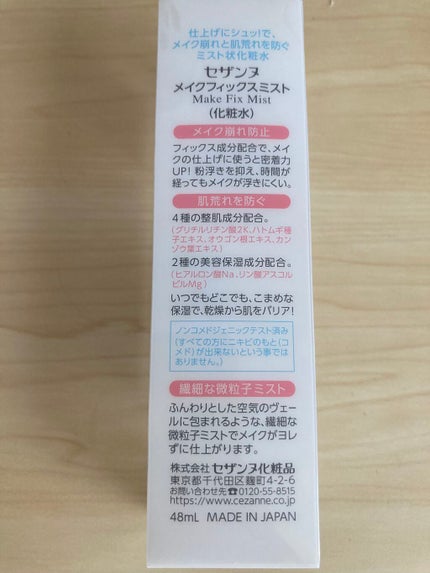 仕上げにシュッ!で、
メイク崩れと肌荒れを防ぐ
ミスト状化粧水
セザンヌ
メイクフィックスミスト
Make Fix Mist
(化粧水)
メイク崩れ防止
フィックス成分配合で、メイ
クの仕上げに使うと密着力
UP!粉浮きを抑え、時間が
経ってもメイクが浮きにくい。
肌荒れを防ぐ
4種の整肌成分配合。
(グリチルリチン酸2K、ハトムギ種
子エキス、オウゴン根エキス、カン
ゾウ葉エキス)
2種の美容保湿成分配合。
(ヒアルロン酸Na、リン酸アスコル
ビルMg)
いつでもどこでも、こまめな
保湿で、乾燥から肌をバリア!
ノンコメドジェニックテスト済み
(すべての方にニキビのもと(コ
メド)が出来ないという事では
ありません。)
繊細な微粒子ミスト
ふんわりとした空気のヴェー
ルに包まれるような、繊細な
微粒子ミストでメイクがヨレ
ずに仕上がります。
株式会社 セザンヌ化粧品
東京都千代田区麹町4-2-6
お問い合わせ先☎0120-55-8515
https://www.cezanne.co.jp
48mL MADE IN JAPAN